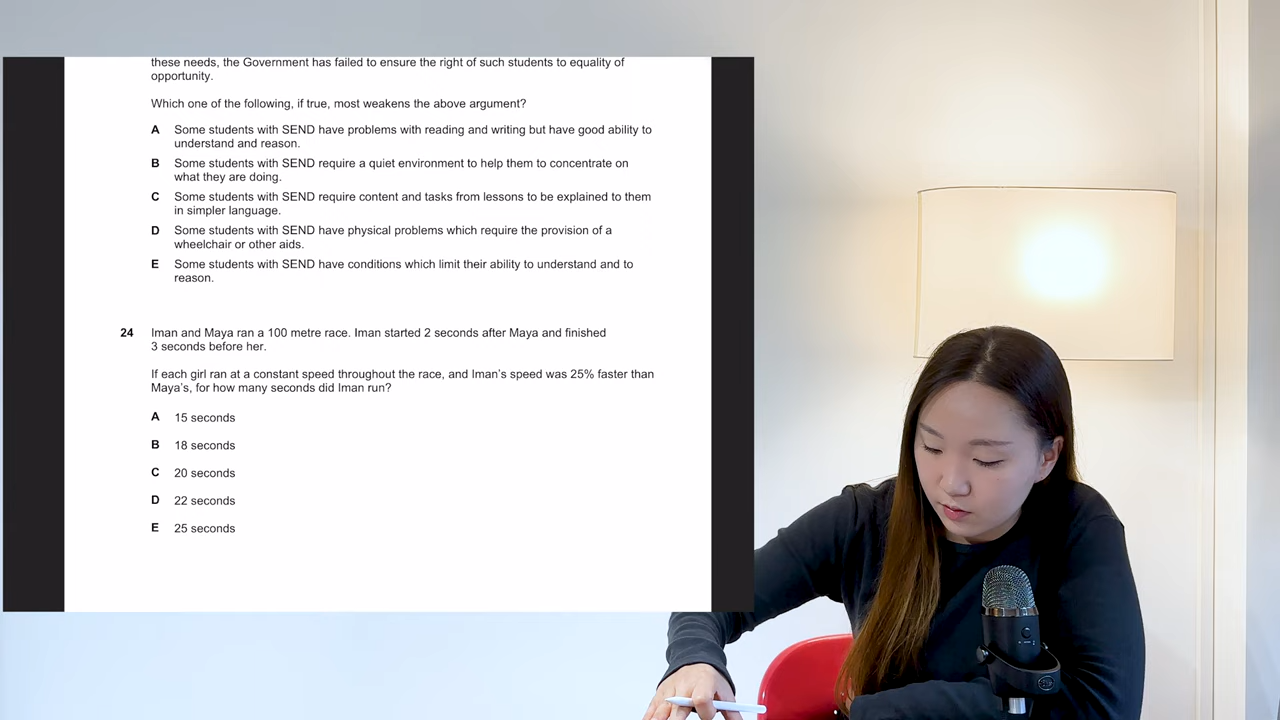 these needs, the Government has failed to ensure the right of such students to equality of
opportunity.
Which one of the following, if true, most weakens the above argument?
A Some students with SEND have problems with reading and writing but have good ability to
understand and reason.
B Some students with SEND require a quiet environment to help them to concentrate on
what they are doing.
C Some students with SEND require content and tasks from lessons to be explained to them
in simpler language.
D Some students with SEND have physical problems which require the provision of a
wheelchair or other aids.
E Some students with SEND have conditions which limit their ability to understand and to
reason.
24 Iman and Maya ran a 100 metre race. Iman started 2 seconds after Maya and finished
3 seconds before her.
If each girl ran at a constant speed throughout the race, and Iman's speed was 25% faster than
Maya's, for how many seconds did Iman run?
A 15 seconds
B 18 seconds
C 20 seconds
D 22 seconds
E 25 seconds